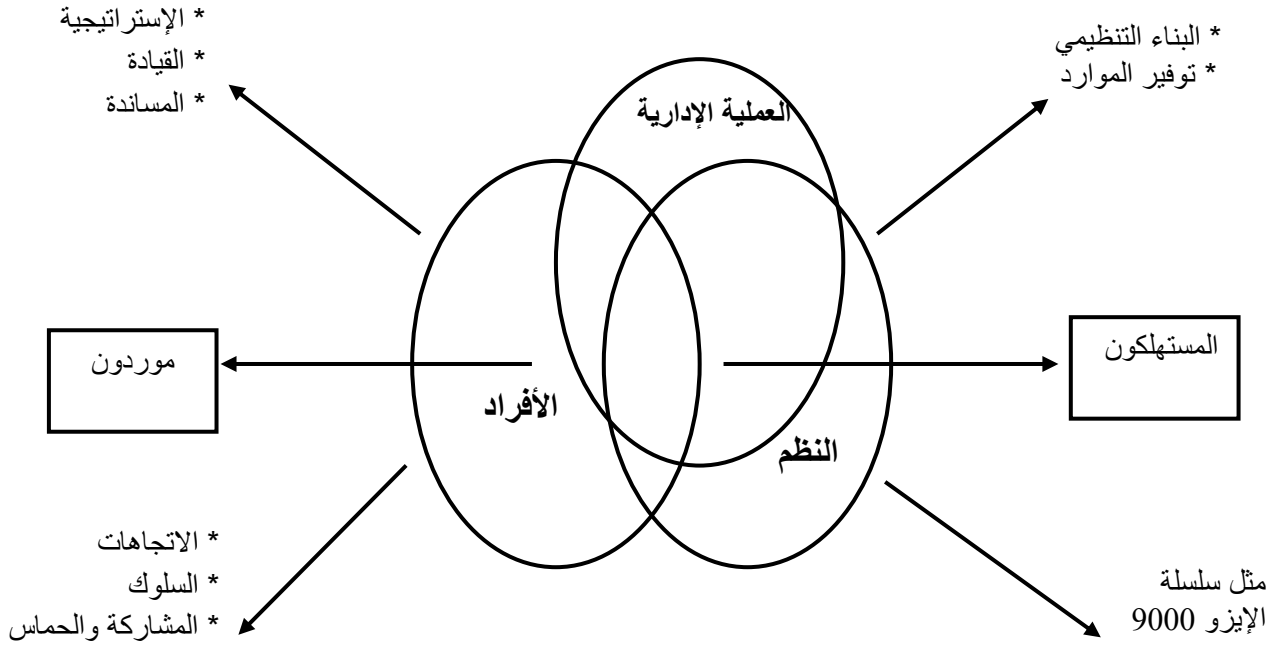 * الإستراتيجية
* القيادة
* المساندة
* البناء التنظيمي
* توفير الموارد
العملية الإدارية
موردون
المستهلكون
الأفراد
النظم
* الاتجاهات
* السلوك
* المشاركة والحماس
مثل سلسلة
الإيزو 9000